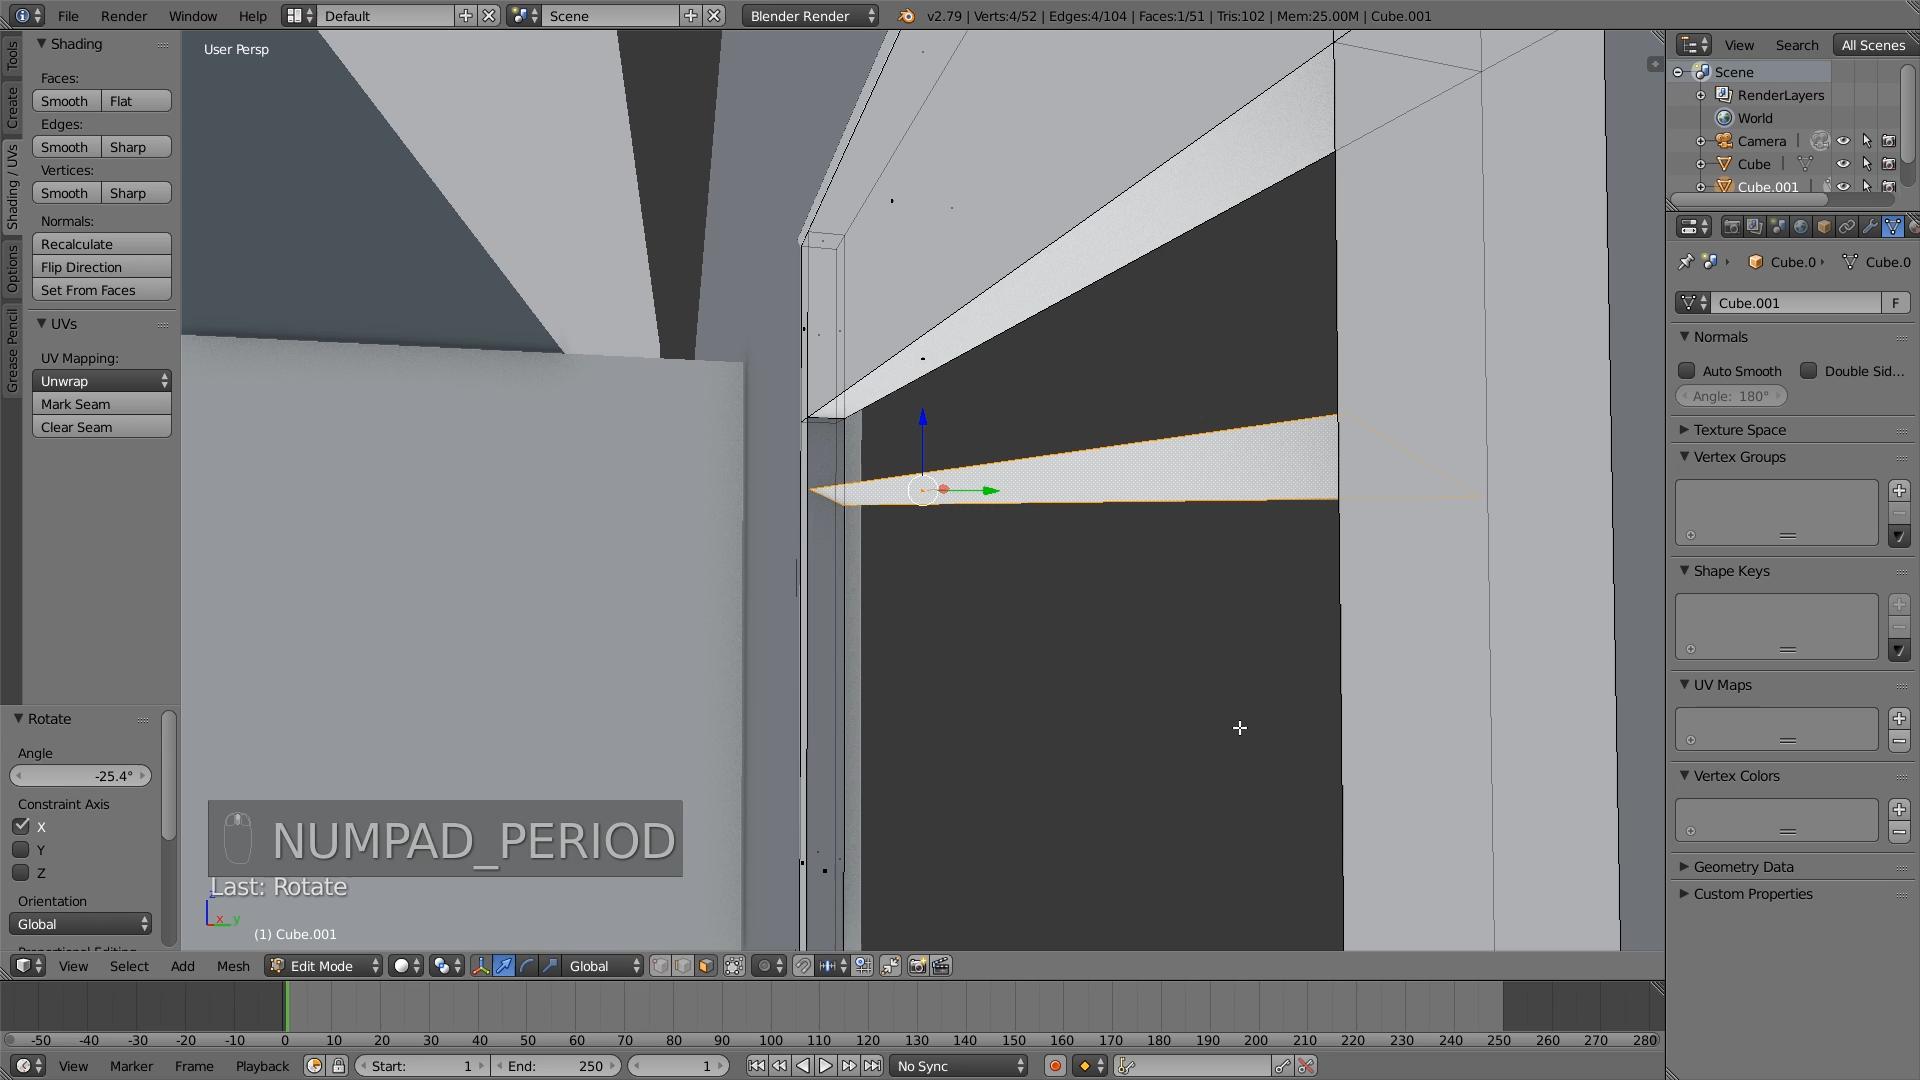 File Render Window Help Default Scene Blender Render v2.79 | Verts:4/52 | Edges:4/104 | Faces:1/51 | Tris:102 | Mem:25.00M | Cube.001
Tools
Create
Shading / UVs
Options
Grease Pencil
Shading
Faces:
Smooth Flat
Edges:
Smooth Sharp
Vertices:
Smooth Sharp
Normals:
Recalculate
Flip Direction
Set From Faces
UVs
UV Mapping:
Unwrap
Mark Seam
Clear Seam
Rotate
Angle
-25.4°
Constraint Axis
X
Y
Z
Orientation
Global
User Persp
NUMPAD_PERIOD
Last: Rotate
z
x y
(1) Cube.001
View Search All Scenes
Scene
RenderLayers
World
Camera
Cube
Cube.001
Cube.0 Cube.0
Cube.001 F
Normals
Auto Smooth Double Sid...
Angle: 180°
Texture Space
Vertex Groups
Shape Keys
UV Maps
Vertex Colors
Geometry Data
Custom Properties
View Select Add Mesh Edit Mode Global
-50 -40 -30 -20 -10 0 10 20 30 40 50 60 70 80 90 100 110 120 130 140 150 160 170 180 190 200 210 220 230 240 250 260 270 280
View Marker Frame Playback Start: 1 End: 250 1 No Sync